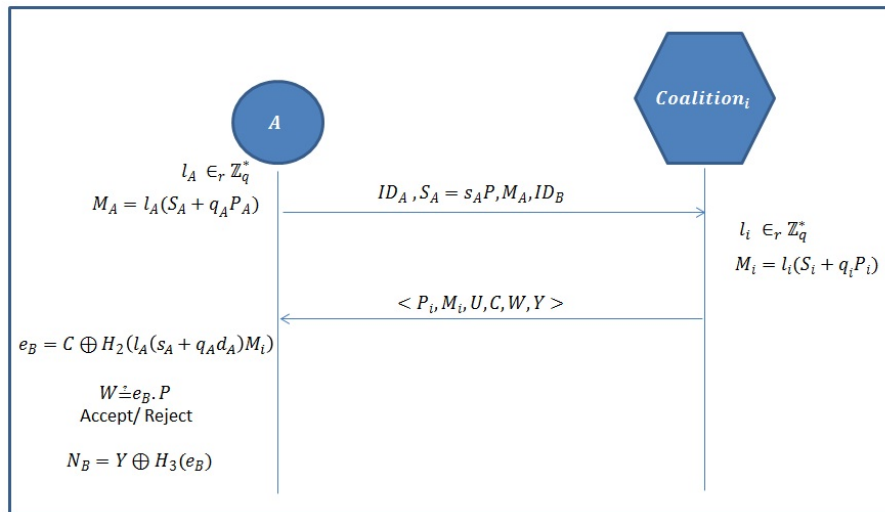 A
Coalition_i
l_A ∈_r ℤ_q^*
M_A = l_A(S_A + q_A P_A)
ID_A , S_A = s_A P, M_A, ID_B
l_i ∈_r ℤ_q^*
M_i = l_i(S_i + q_i P_i)
< P_i, M_i, U, C, W, Y >
e_B = C ⊕ H_2(l_A(s_A + q_A d_A)M_i)
W ≟ e_B. P
Accept/ Reject
N_B = Y ⊕ H_3(e_B)